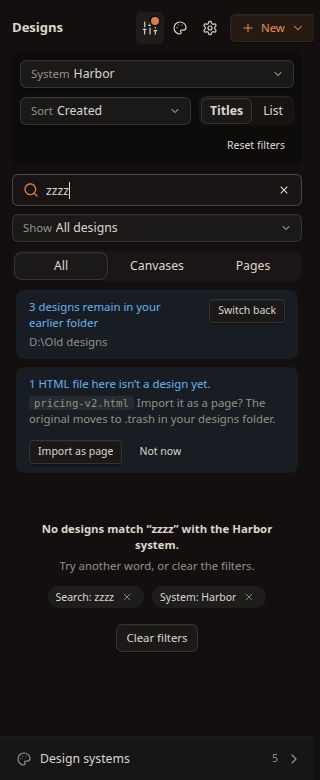 Designs
New
System Harbor
Sort Created
Titles
List
Reset filters
zzzz
Show All designs
All
Canvases
Pages
3 designs remain in your
earlier folder
Switch back
D:\Old designs
1 HTML file here isn’t a design yet.
pricing-v2.html Import it as a page? The
original moves to .trash in your designs folder.
Import as page
Not now
No designs match “zzzz” with the Harbor
system.
Try another word, or clear the filters.
Search: zzzz
System: Harbor
Clear filters
Design systems
5